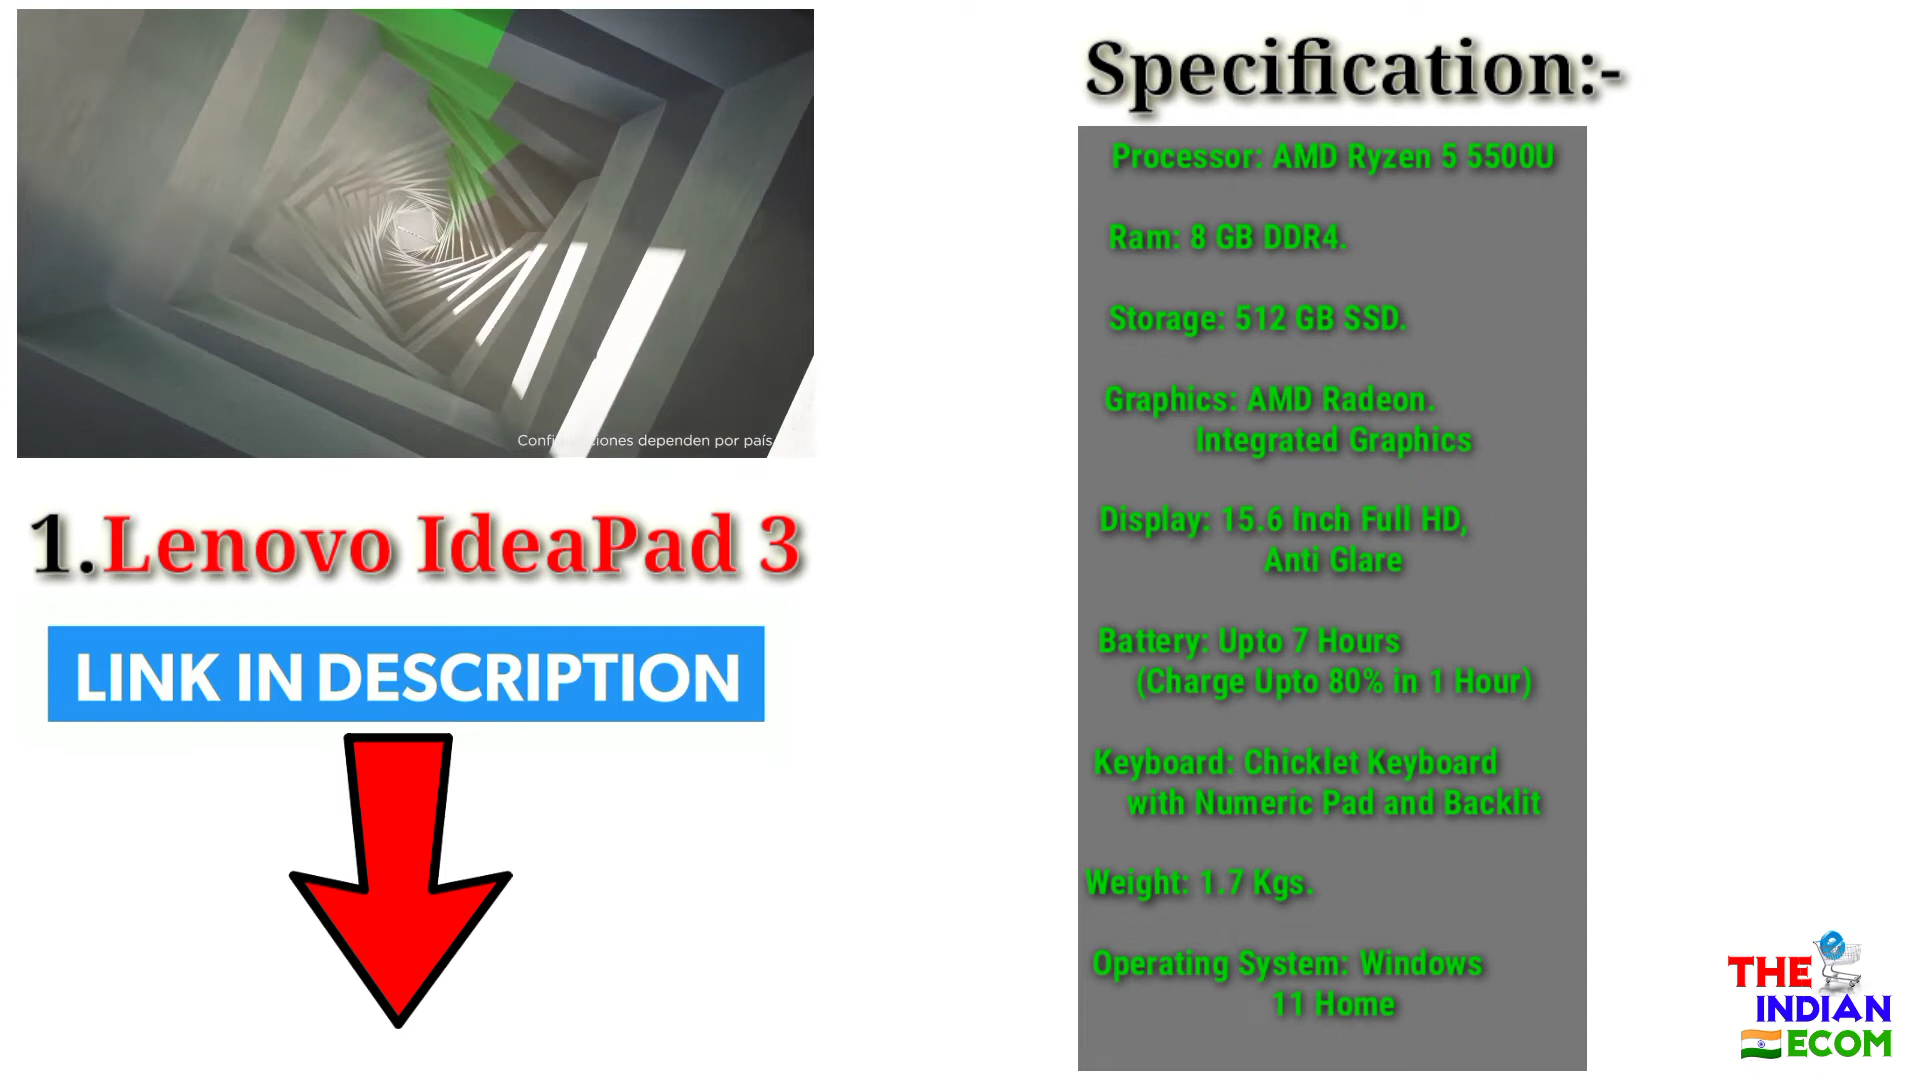 Specification:-
Processor: AMD Ryzen 5 5500U
Ram: 8 GB DDR4.
Storage: 512 GB SSD.
Graphics: AMD Radeon.
Integrated Graphics
Display: 15.6 Inch Full HD,
Anti Glare
Battery: Upto 7 Hours
(Charge Upto 80% in 1 Hour)
Keyboard: Chicklet Keyboard
with Numeric Pad and Backlit
Weight: 1.7 Kgs.
Operating System: Windows
11 Home
dependen por país
1.Lenovo IdeaPad 3
LINK IN DESCRIPTION
THE
INDIAN
ECOM